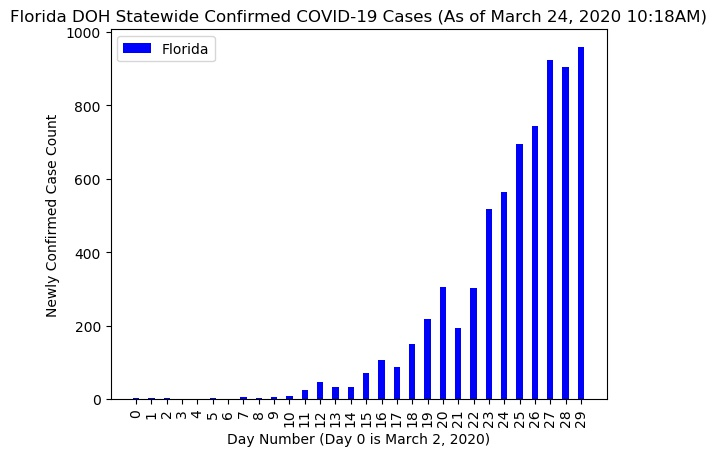 Florida DOH Statewide Confirmed COVID-19 Cases (As of March 24, 2020 10:18AM)
1000
Florida
800
600
400
200
0
Newly Confirmed Case Count
0 1 2 3 4 5 6 7 8 9 10 11 12 13 14 15 16 17 18 19 20 21 22 23 24 25 26 27 28 29
Day Number (Day 0 is March 2, 2020)